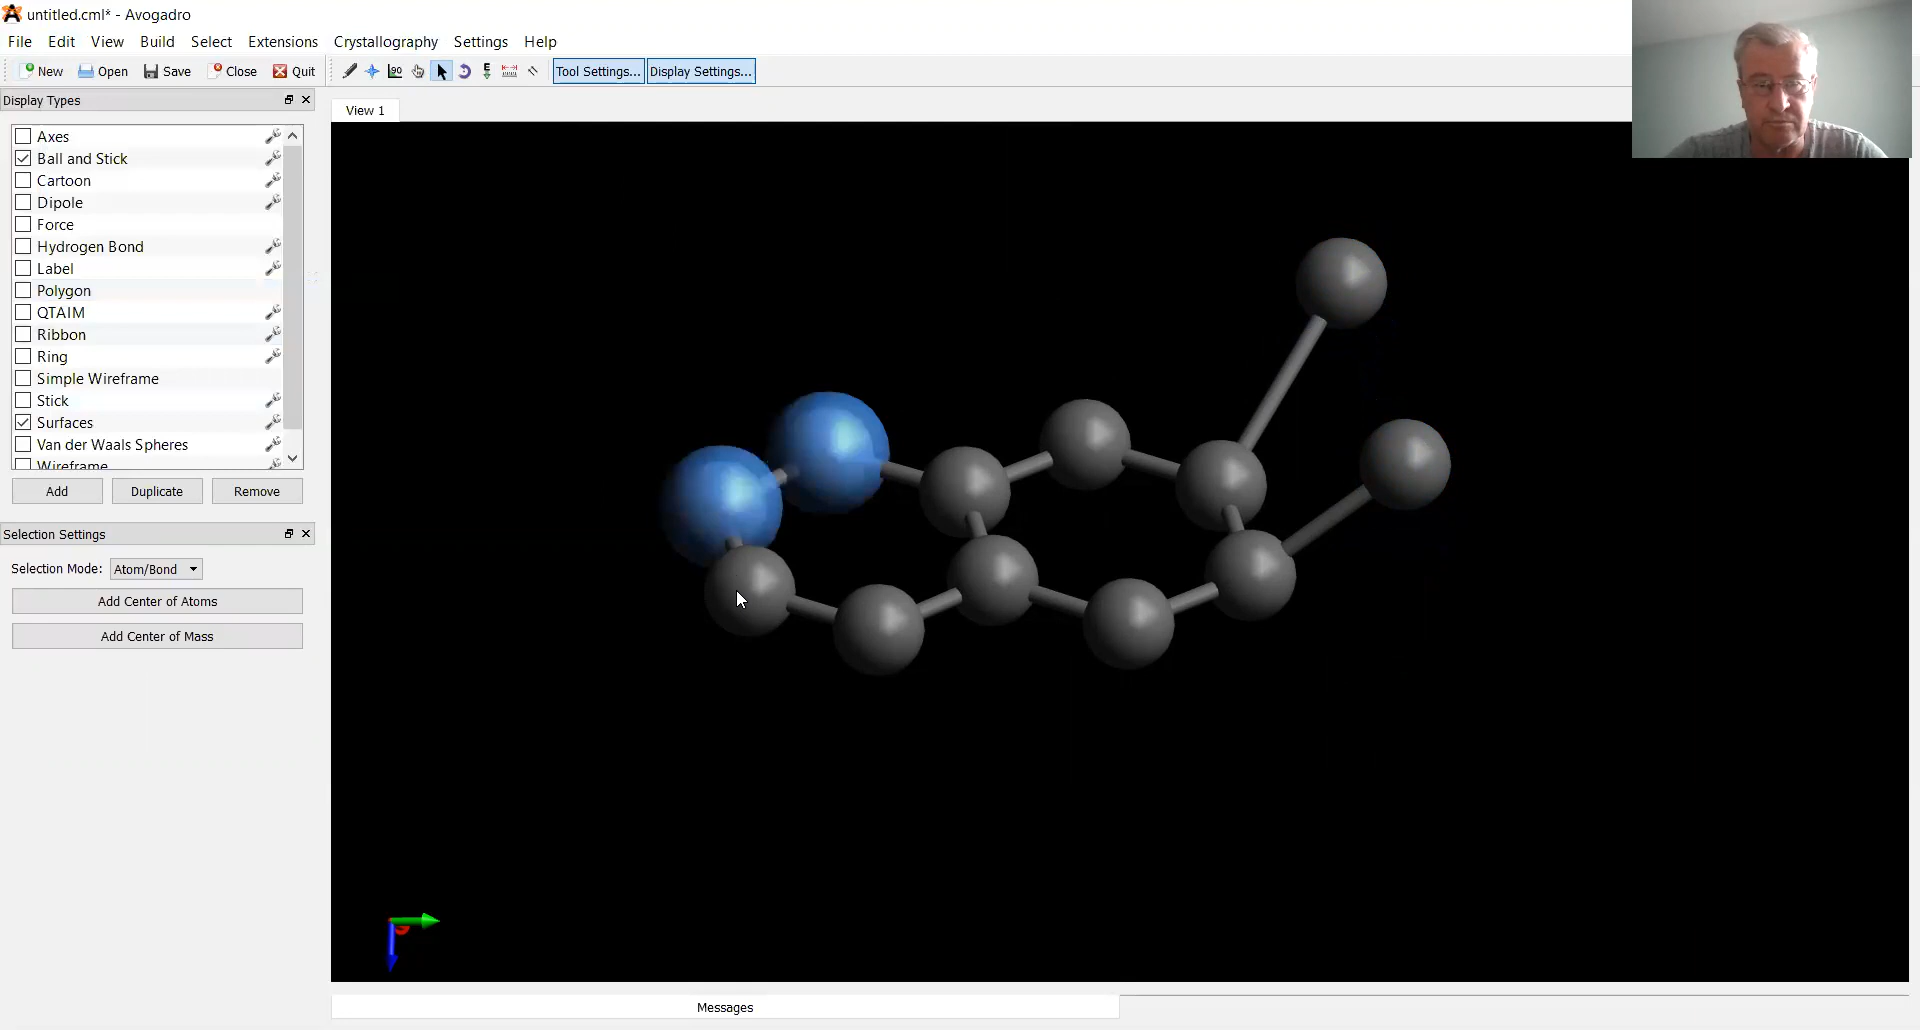 untitled.cml* - Avogadro
File Edit View Build Select Extensions Crystallography Settings Help
New Open Save Close Quit Tool Settings... Display Settings...
Display Types
View 1
Axes
Ball and Stick
Cartoon
Dipole
Force
Hydrogen Bond
Label
Polygon
QTAIM
Ribbon
Ring
Simple Wireframe
Stick
Surfaces
Van der Waals Spheres
Wireframe
Add Duplicate Remove
Selection Settings
Selection Mode: Atom/Bond
Add Center of Atoms
Add Center of Mass
Messages